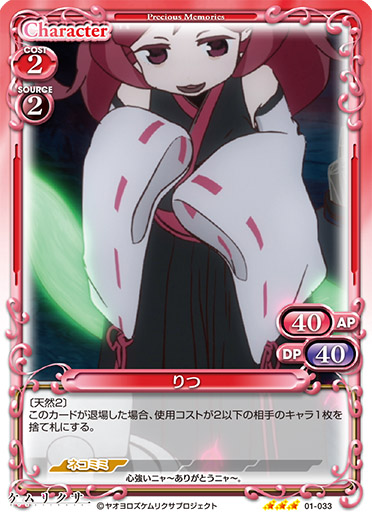 Precious Memories
Character
COST
2
SOURCE
2
40 AP
DP 40
りつ
[天然2]
このカードが退場した場合、使用コストが2以下の相手のキャラ1枚を
捨て札にする。
ネコミミ
心強いニャ～ありがとうニャ～。
ケムリクサ
©ヤオヨロズケムリクサプロジェクト
01-033